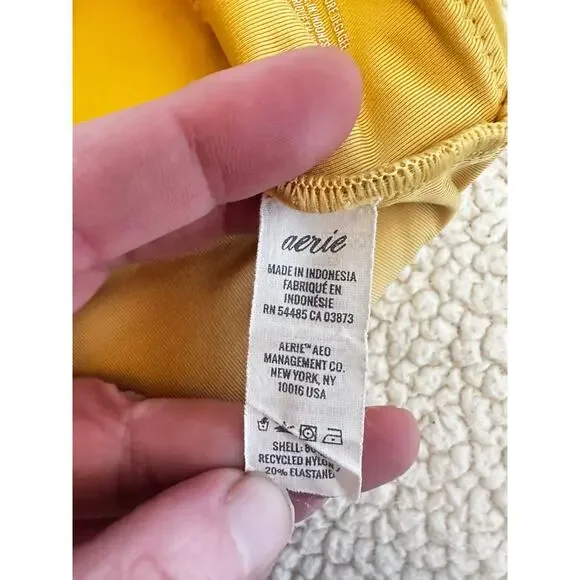 aerie
MADE IN INDONESIA
FABRIQUÉ EN
INDONÉSIE
RN 54485 CA 03873
AERIE™ AEO
MANAGEMENT CO.
NEW YORK, NY
10016 USA
SHELL:
RECYCLED NYLON
20% ELASTANE